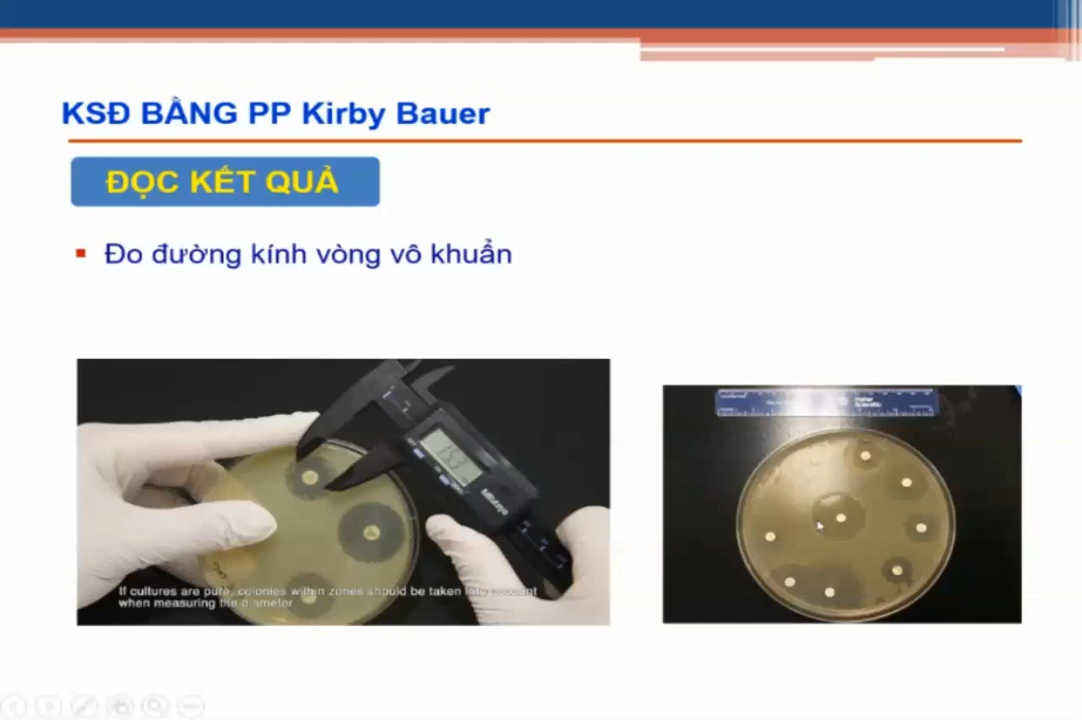 KSĐ BẰNG PP Kirby Bauer
ĐỌC KẾT QUẢ
Đo đường kính vòng vô khuẩn
Mitutoyo
If cultures are pure, colonies within zones should be taken into account
when measuring the diameter